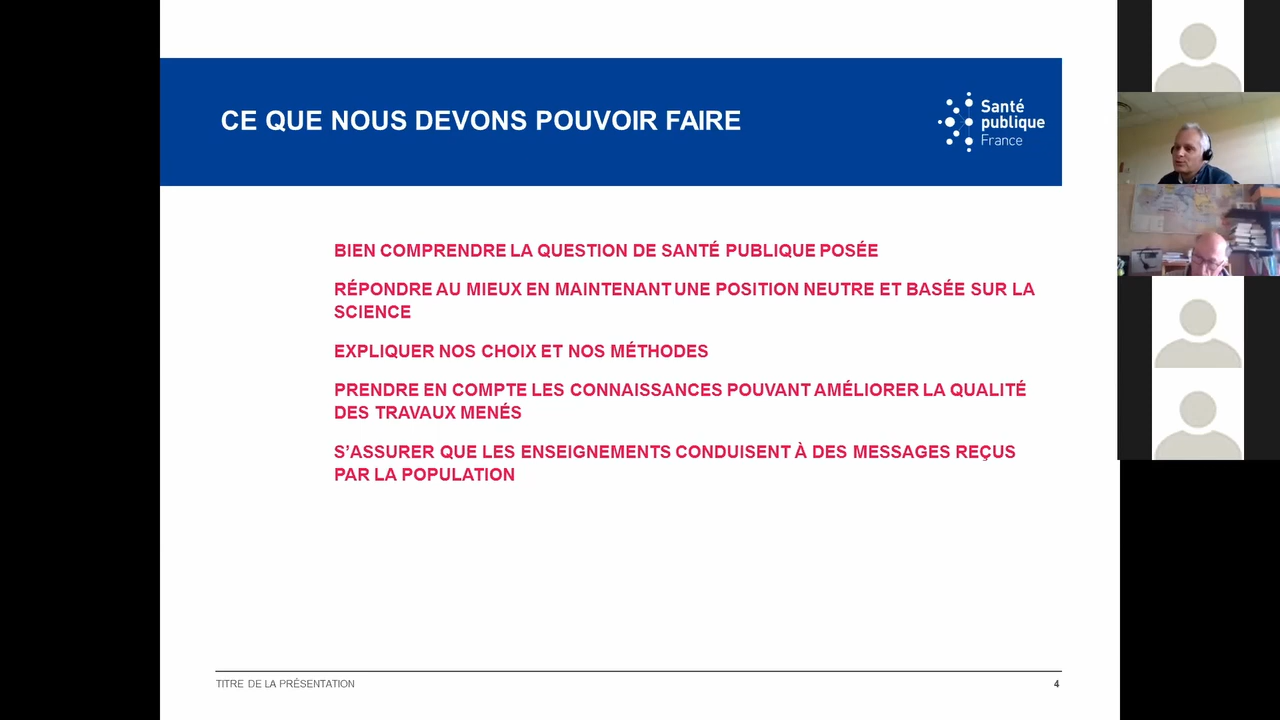 CE QUE NOUS DEVONS POUVOIR FAIRE
Santé
publique
France
BIEN COMPRENDRE LA QUESTION DE SANTÉ PUBLIQUE POSÉE
RÉPONDRE AU MIEUX EN MAINTENANT UNE POSITION NEUTRE ET BASÉE SUR LA
SCIENCE
EXPLIQUER NOS CHOIX ET NOS MÉTHODES
PRENDRE EN COMPTE LES CONNAISSANCES POUVANT AMÉLIORER LA QUALITÉ
DES TRAVAUX MENÉS
S’ASSURER QUE LES ENSEIGNEMENTS CONDUISENT À DES MESSAGES REÇUS
PAR LA POPULATION
TITRE DE LA PRÉSENTATION
4